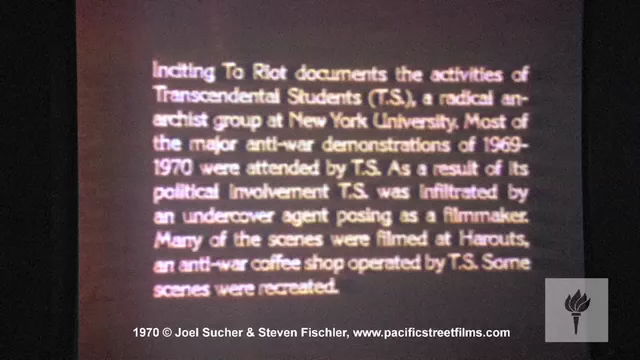 Inciting To Riot documents the activities of
Transcendental Students (T.S.), a radical an-
archist group at New York University. Most of
the major anti-war demonstrations of 1969-
1970 were attended by T.S. As a result of its
political involvement T.S. was infiltrated by
an undercover agent posing as a filmmaker.
Many of the scenes were filmed at Harouts,
an anti-war coffee shop operated by T.S. Some
scenes were recreated.
1970 © Joel Sucher & Steven Fischler, www.pacificstreetfilms.com